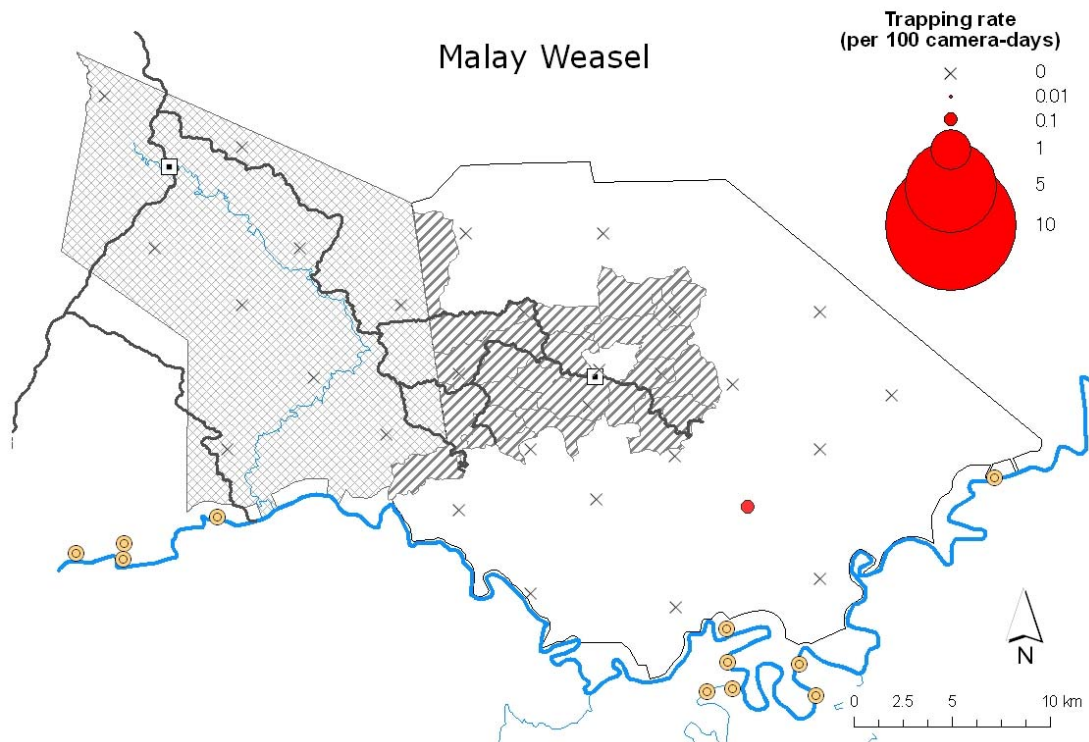 Malay Weasel
Trapping rate
(per 100 camera-days)
0
0.01
0.1
1
5
10
N
0 2.5 5 10 km